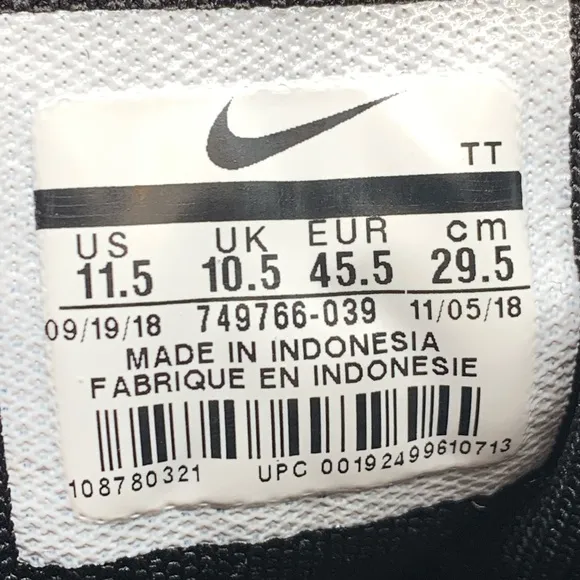 TT
US UK EUR cm
11.5 10.5 45.5 29.5
09/19/18 749766-039 11/05/18
MADE IN INDONESIA
FABRIQUE EN INDONESIE
108780321 UPC 00192499610713